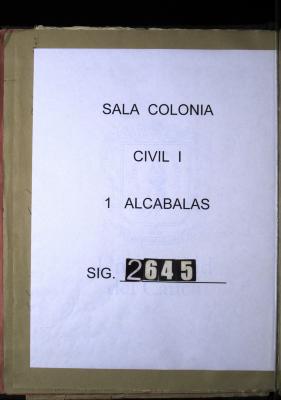 SALA COLONIA
CIVIL I
1 ALCABALAS
SIG. 2645